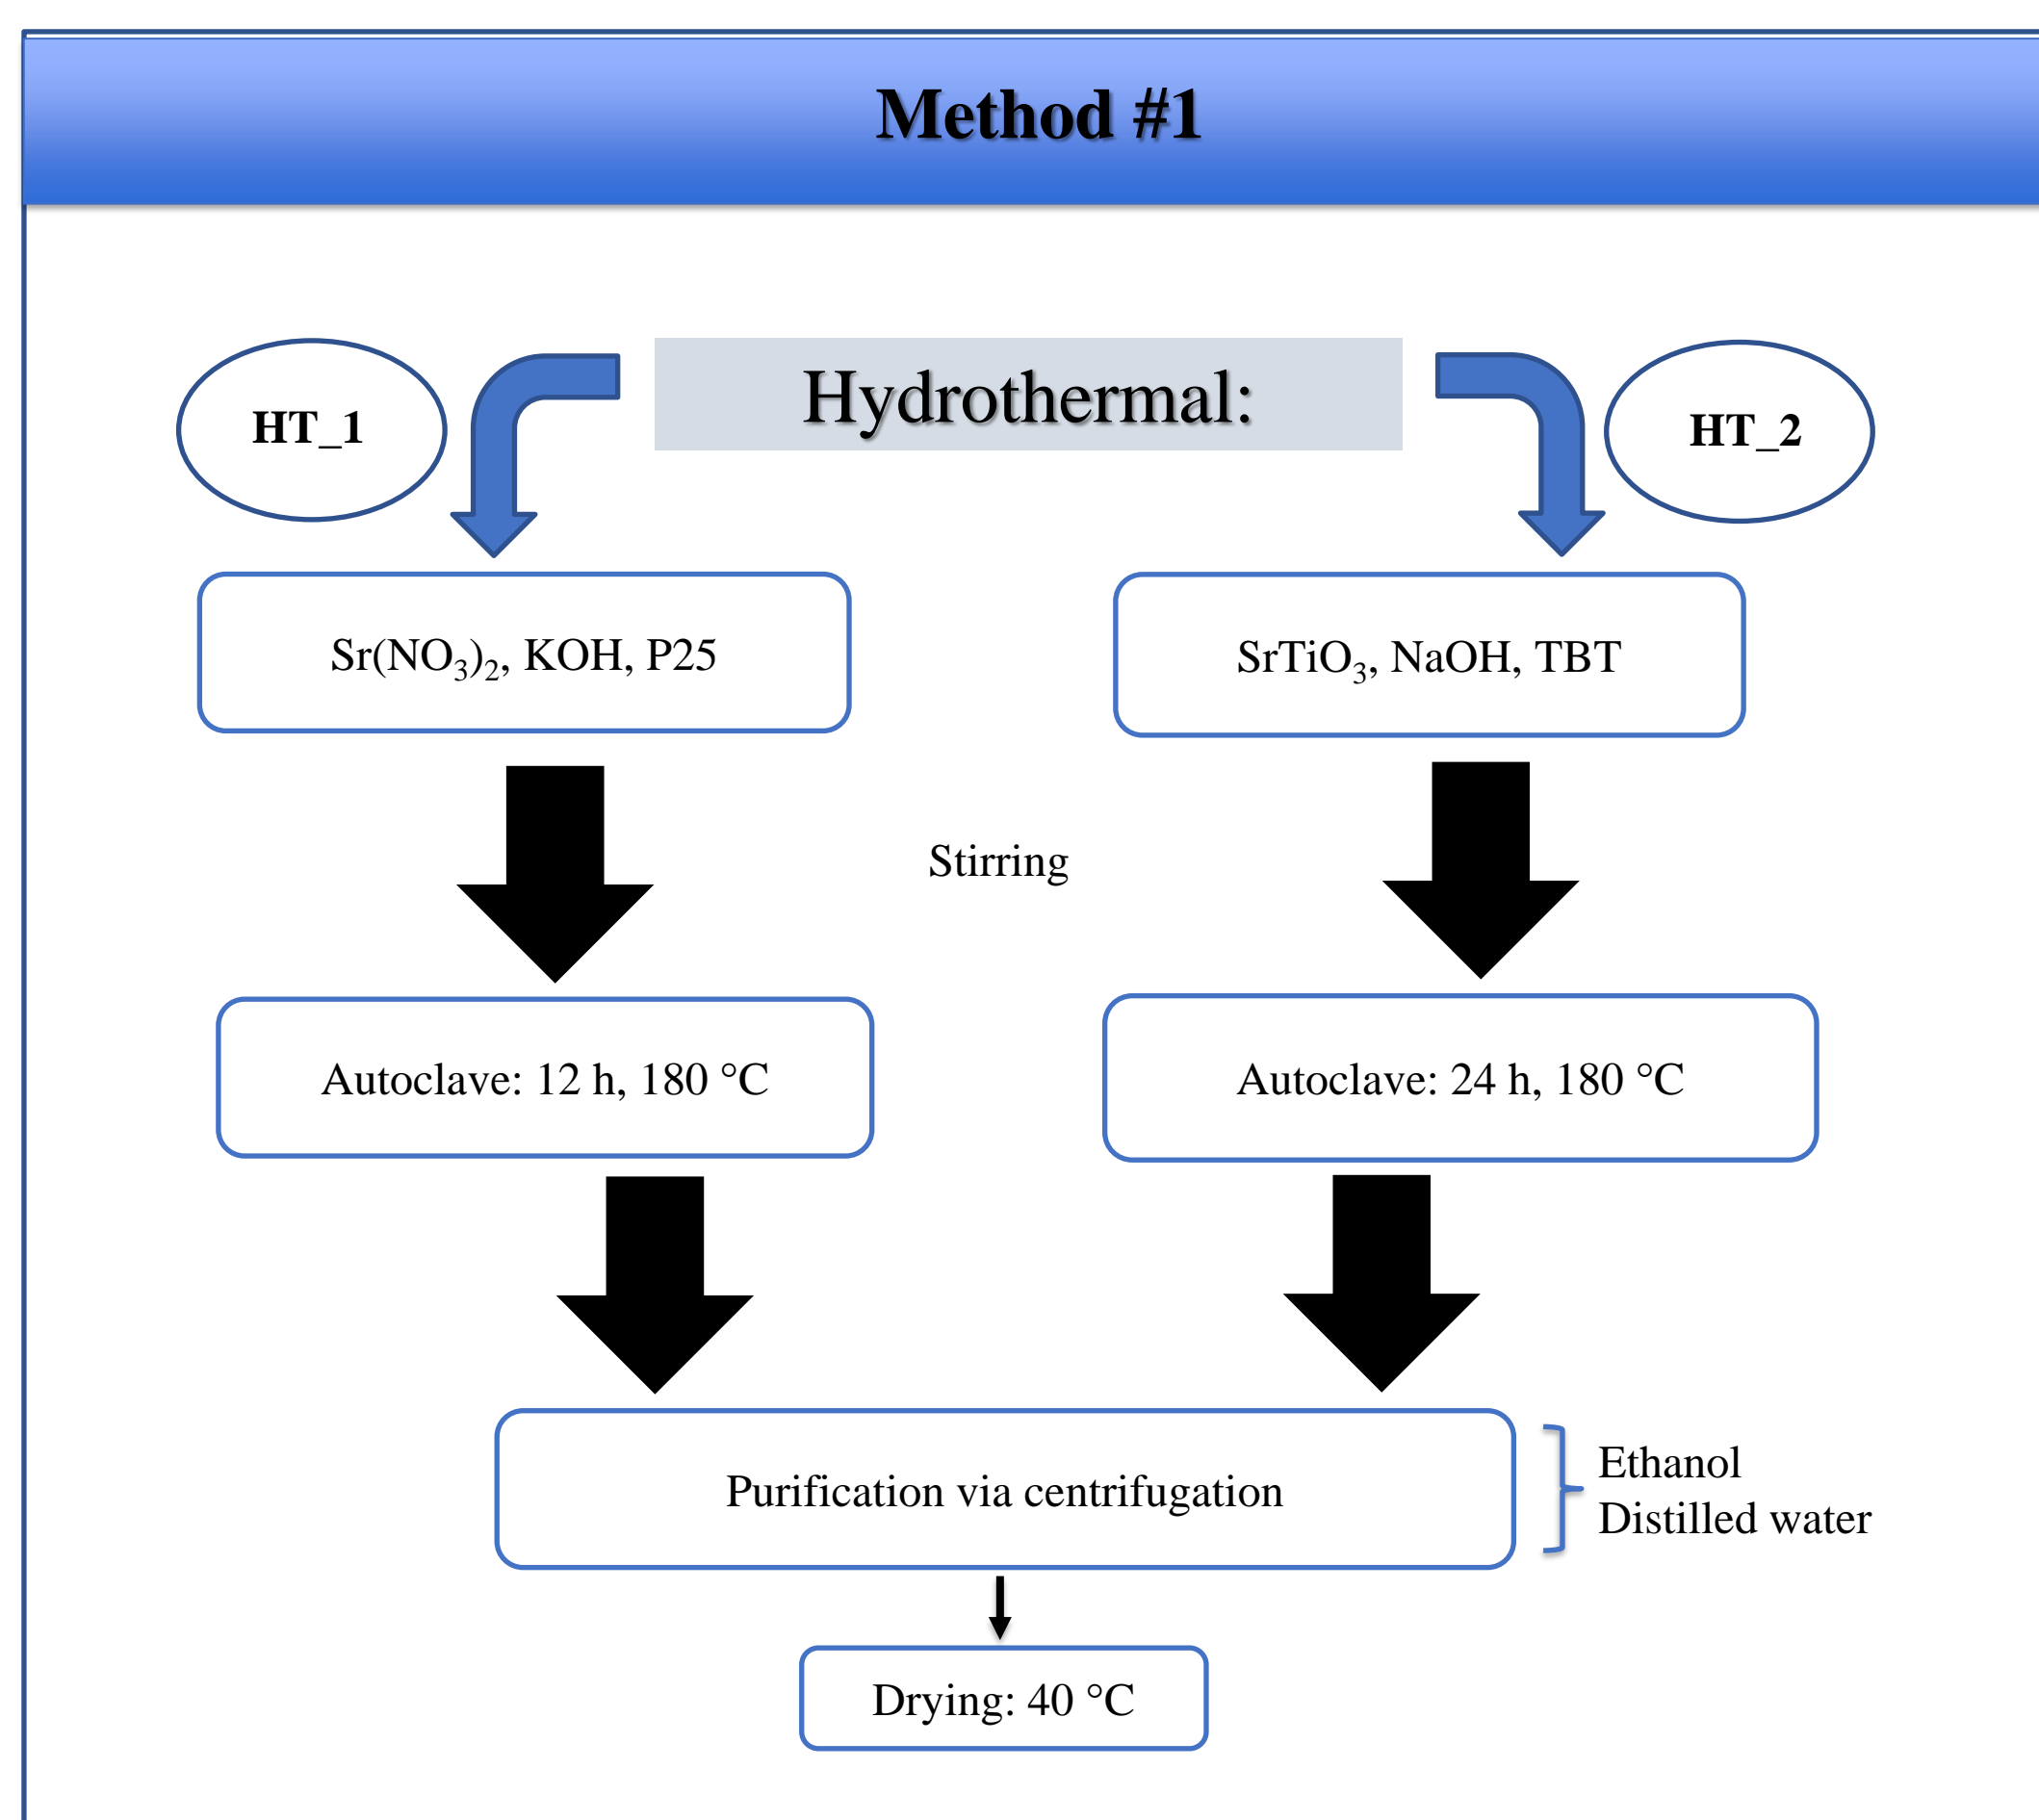 Method #1
Hydrothermal:
HT_1
HT_2
Sr(NO₃)₂, KOH, P25
SrTiO₃, NaOH, TBT
Stirring
Autoclave: 12 h, 180 °C
Autoclave: 24 h, 180 °C
Purification via centrifugation
Ethanol
Distilled water
Drying: 40 °C